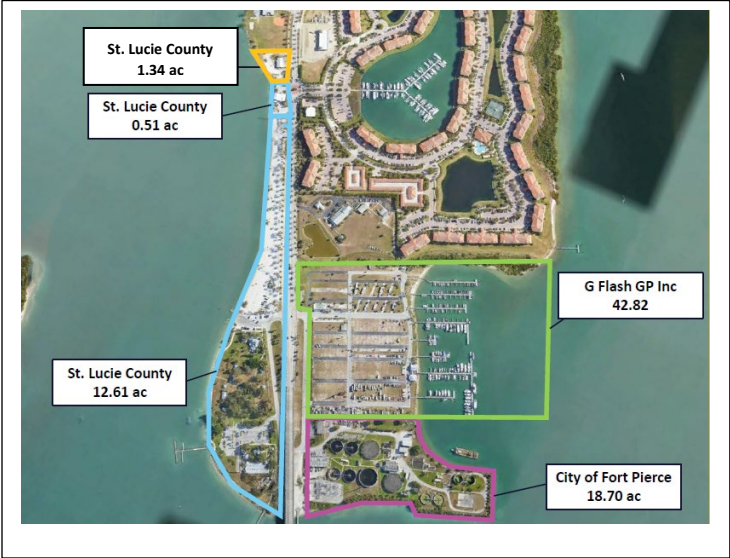 St. Lucie County
1.34 ac
St. Lucie County
0.51 ac
G Flash GP Inc
42.82
St. Lucie County
12.61 ac
City of Fort Pierce
18.70 ac